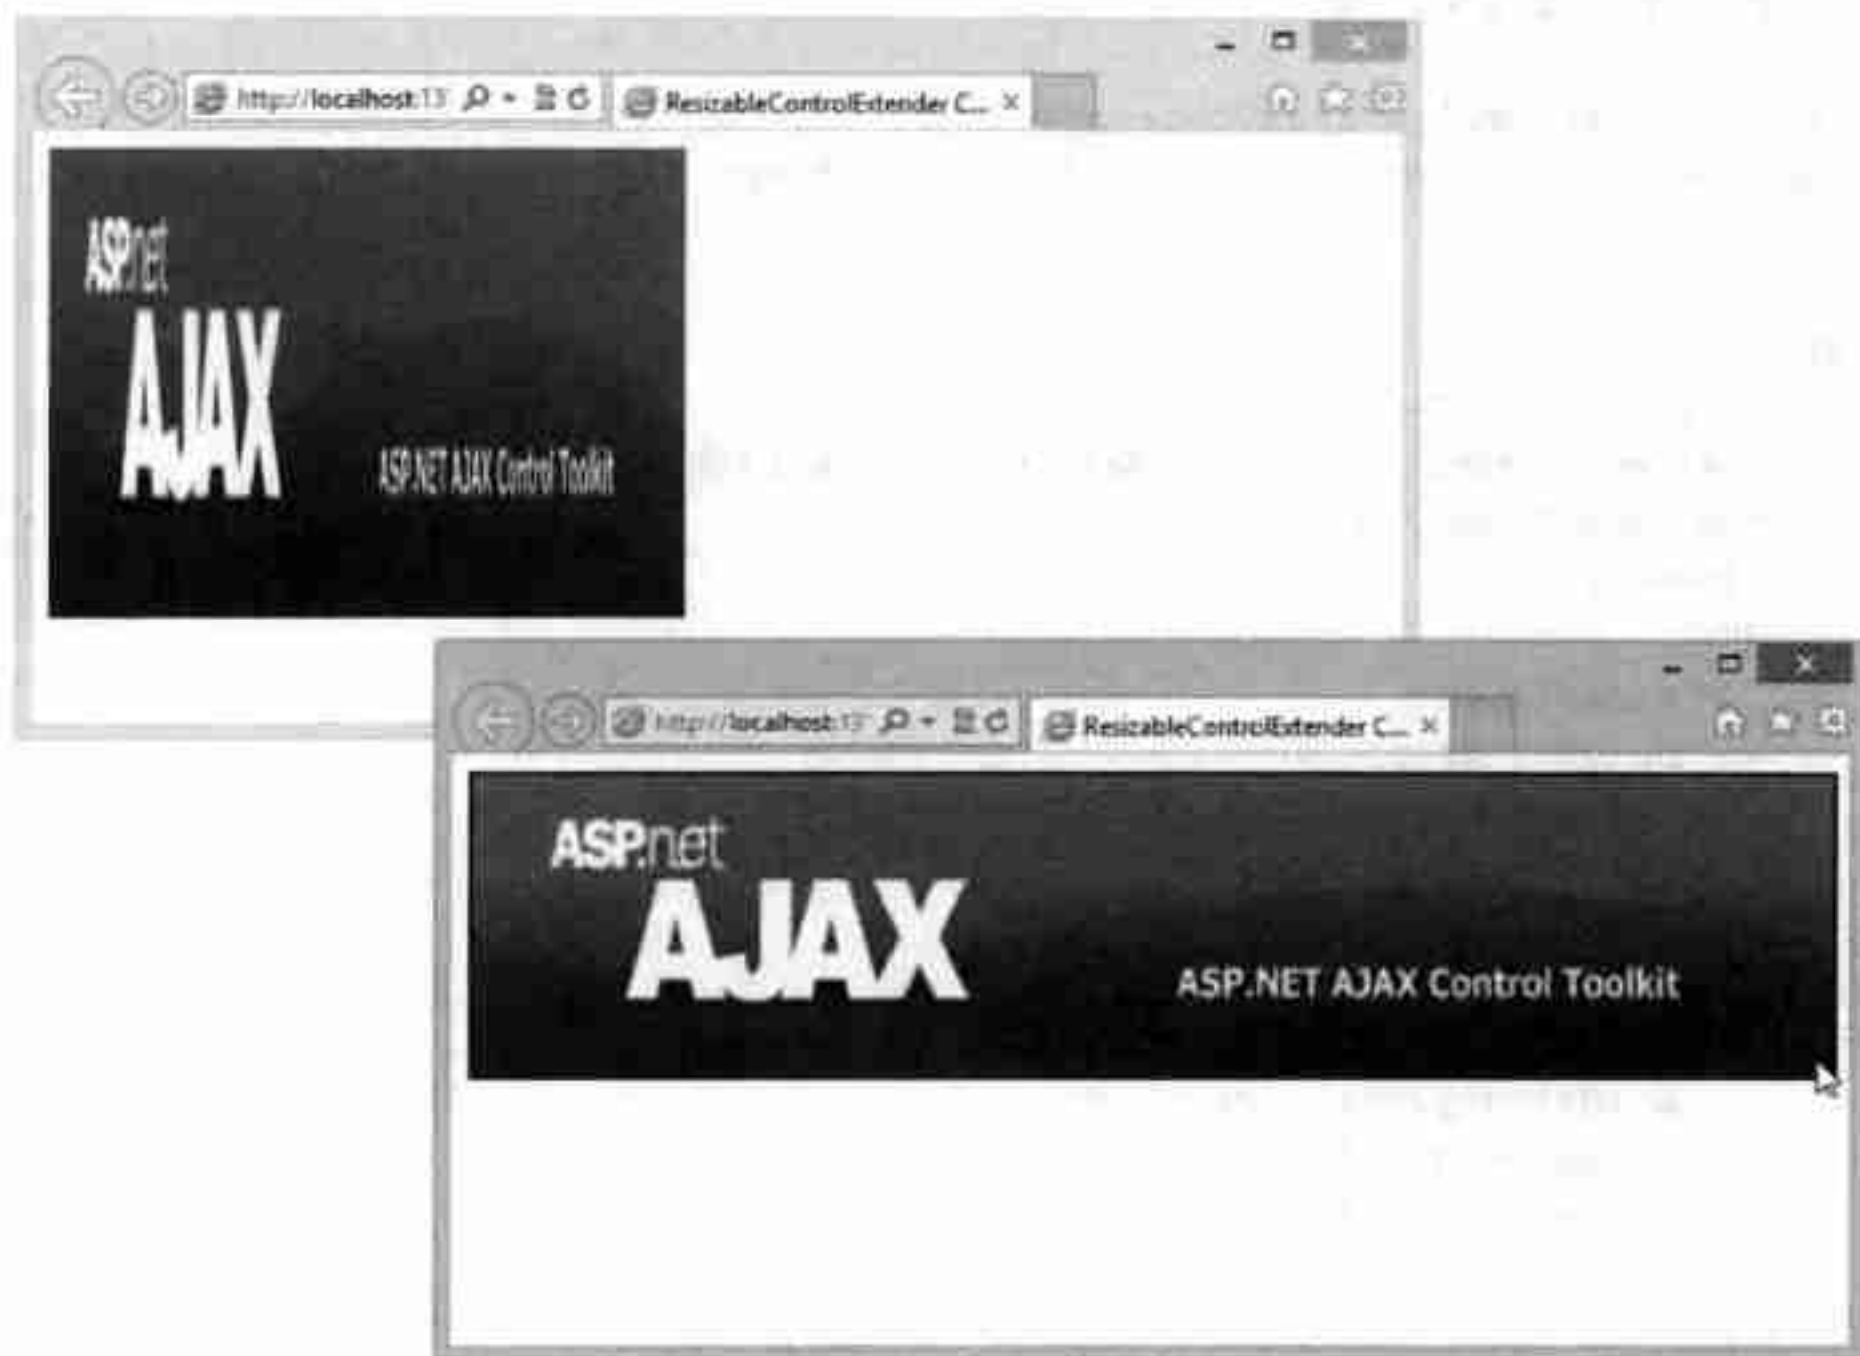 http://localhost:13
ResizableControlExtender C...
ASP.net
AJAX
ASP.NET AJAX Control Toolkit
http://localhost:13
ResizableControlExtender C...
ASP.net
AJAX
ASP.NET AJAX Control Toolkit